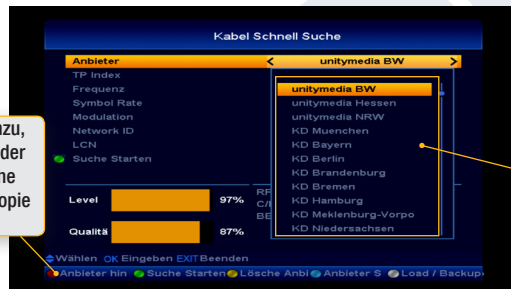 Kabel Schnell Suche
Anbieter < unitymedia BW >
TP Index
Frequenz
Symbol Rate
Modulation
Network ID
LCN
Suche Starten
unitymedia BW
unitymedia Hessen
unitymedia NRW
KD Muenchen
KD Bayern
KD Berlin
KD Brandenburg
KD Bremen
KD Hamburg
KD Meklenburg-Vorpo
KD Niedersachsen
zu,
der
ne
opie
Level 97%
Qualitä 87%
RF
C/
BE
Wählen OK Eingeben EXIT Beenden
Anbieter hin Suche Starten Lösche Anbi Anbieter S Load / Backup